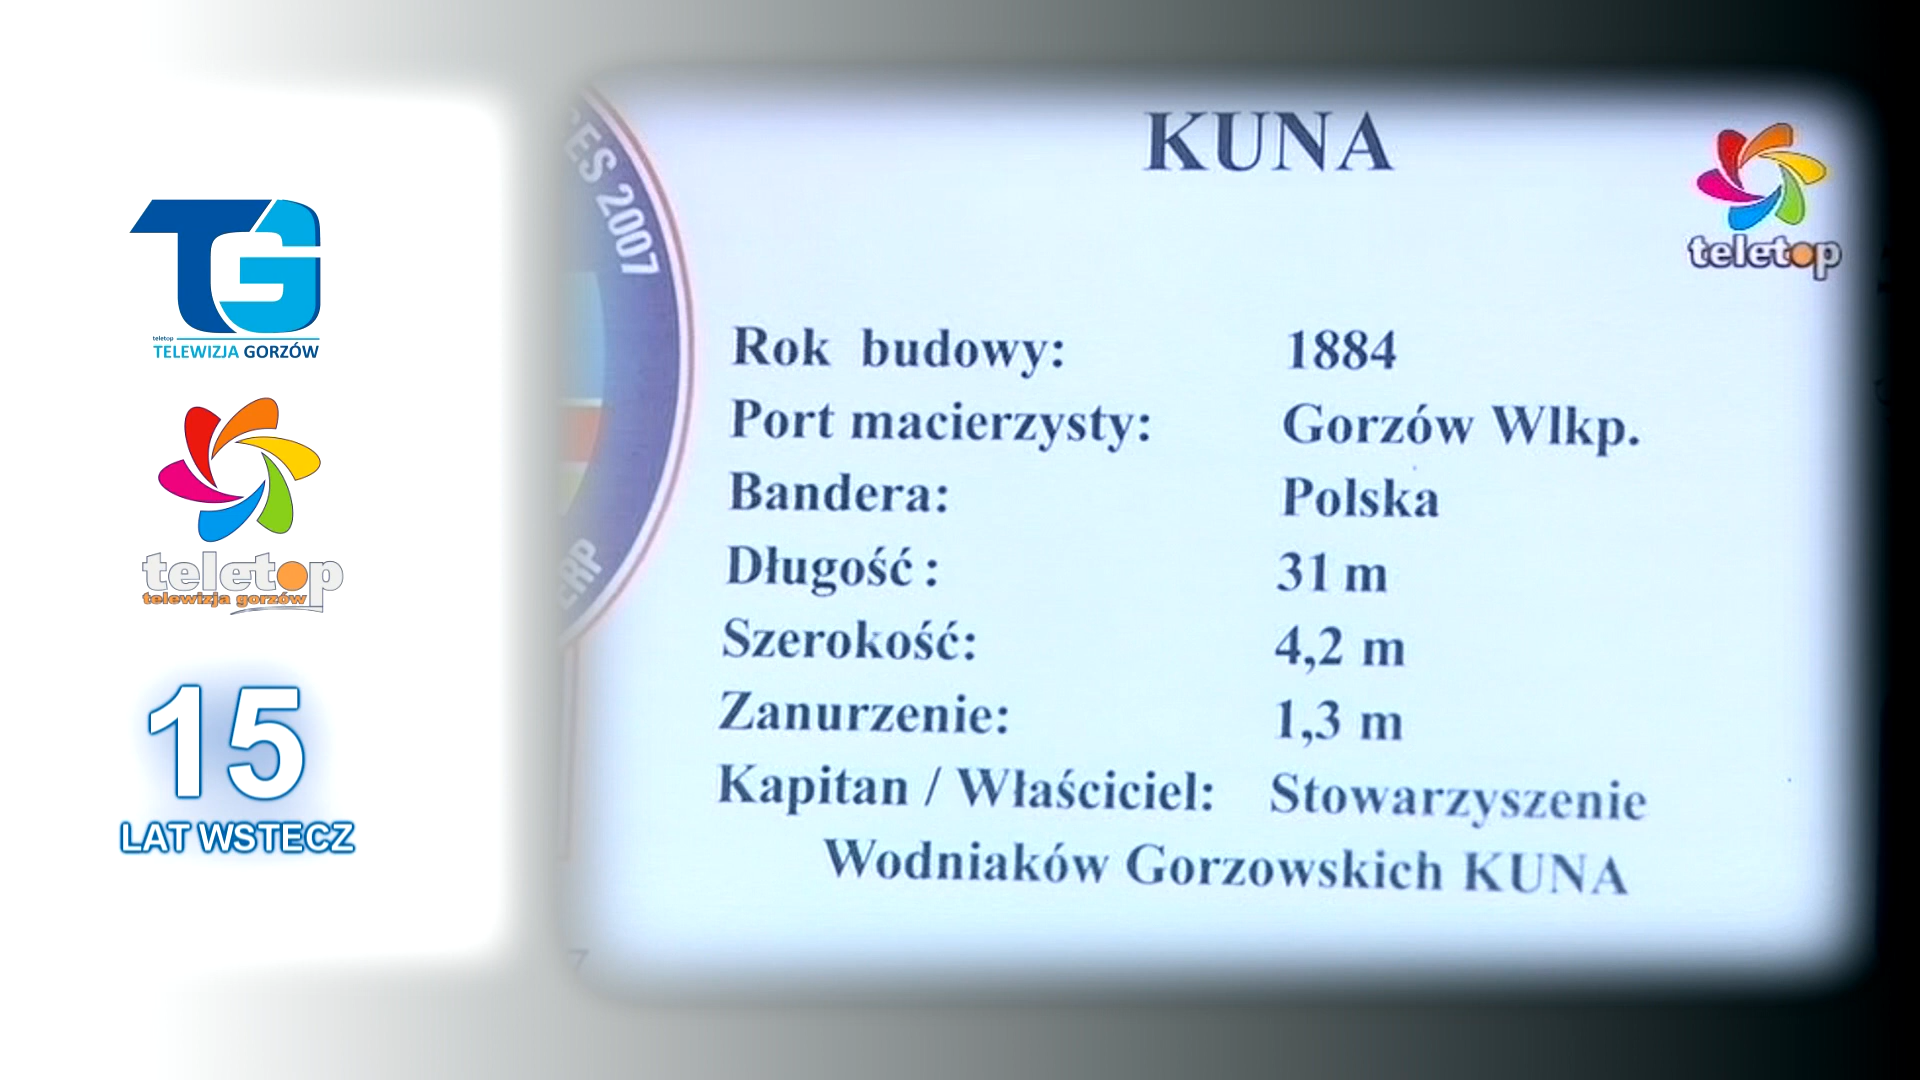 TG
teletop
TELEWIZJA GORZÓW
teletop
telewizja gorzów
15
LAT WSTECZ
2007
KUNA
teletop
Rok budowy: 1884
Port macierzysty: Gorzów Wlkp.
Bandera: Polska
Długość : 31 m
Szerokość: 4,2 m
Zanurzenie: 1,3 m
Kapitan / Właściciel: Stowarzyszenie
Wodniaków Gorzowskich KUNA